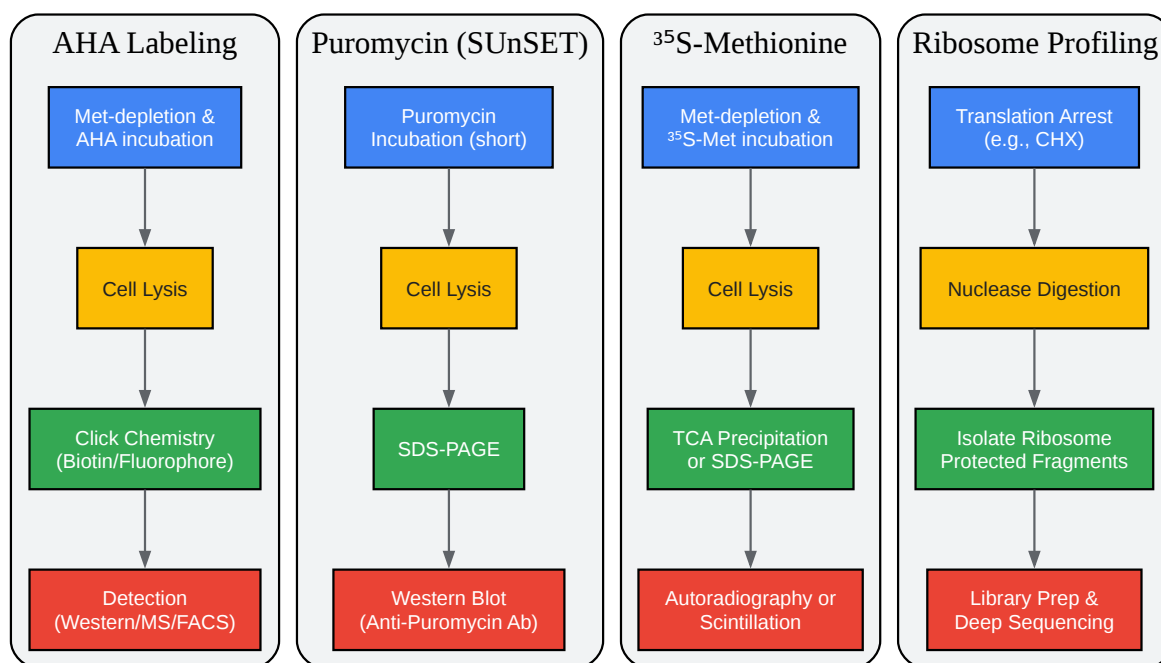 AHA Labeling
Met-depletion &
AHA incubation
Cell Lysis
Click Chemistry
(Biotin/Fluorophore)
Detection
(Western/MS/FACS)
Puromycin (SUnSET)
Puromycin
Incubation (short)
Cell Lysis
SDS-PAGE
Western Blot
(Anti-Puromycin Ab)
³⁵S-Methionine
Met-depletion &
³⁵S-Met incubation
Cell Lysis
TCA Precipitation
or SDS-PAGE
Autoradiography or
Scintillation
Ribosome Profiling
Translation Arrest
(e.g., CHX)
Nuclease Digestion
Isolate Ribosome
Protected Fragments
Library Prep &
Deep Sequencing